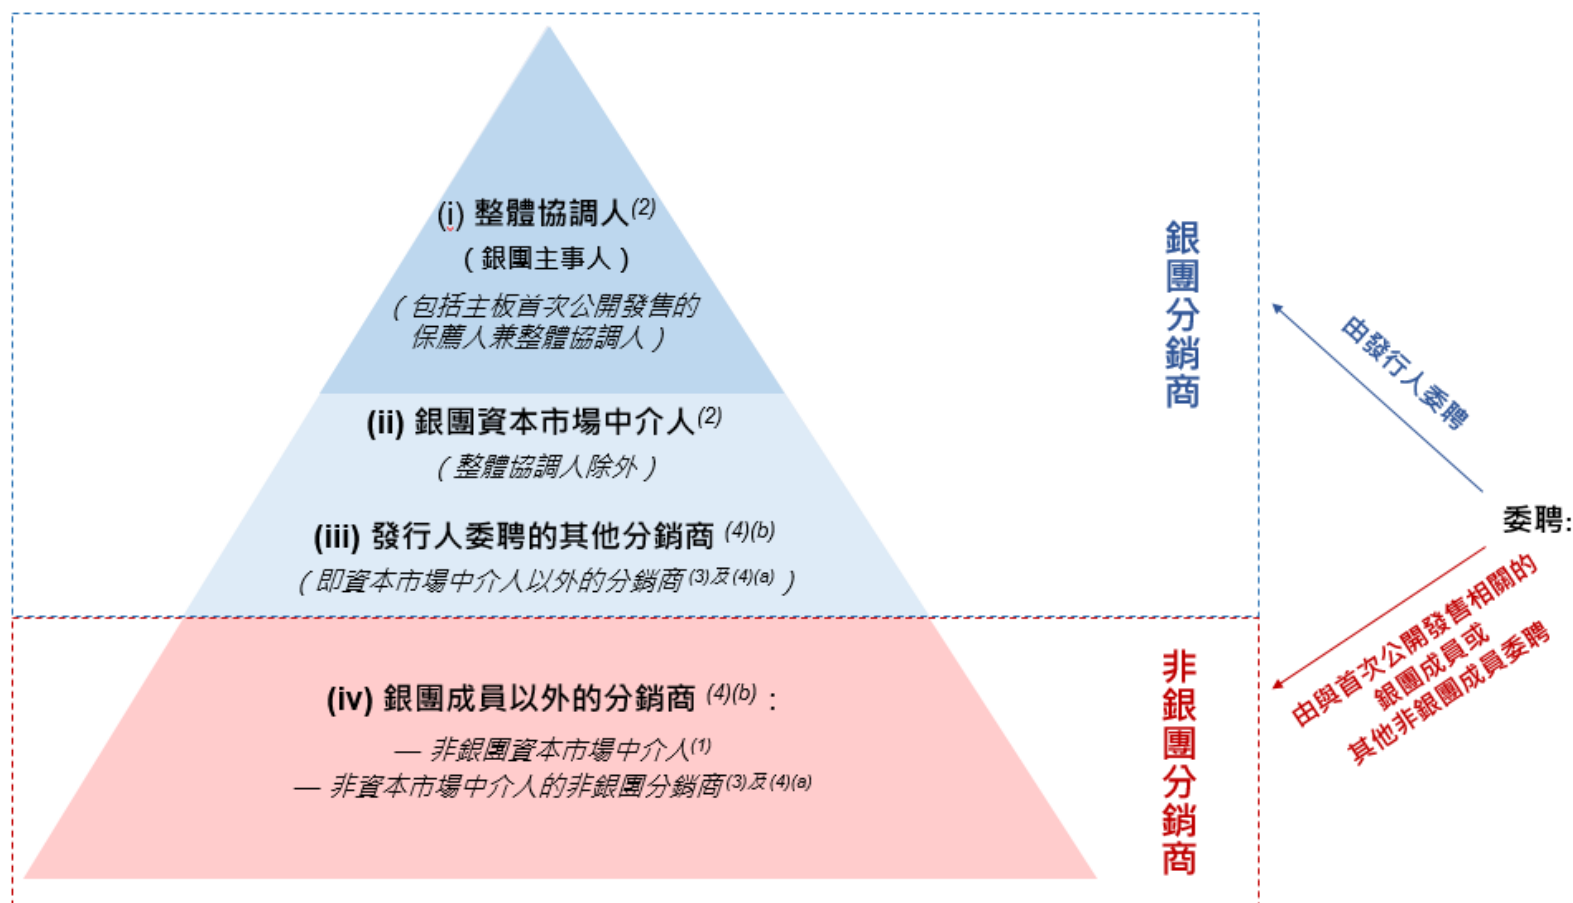 (i) 整體協調人(2)
（銀團主事人）
（包括主板首次公開發售的
保薦人兼整體協調人）
(ii) 銀團資本市場中介人(2)
（整體協調人除外）
(iii) 發行人委聘的其他分銷商 (4)(b)
（即資本市場中介人以外的分銷商(3)及(4)(a)）
銀團分銷商
由發行人委聘
委聘:
由與首次公開發售相關的
銀團成員或
其他非銀團成員委聘
(iv) 銀團成員以外的分銷商 (4)(b)：
— 非銀團資本市場中介人(1)
— 非資本市場中介人的非銀團分銷商(3)及(4)(a)
非銀團分銷商